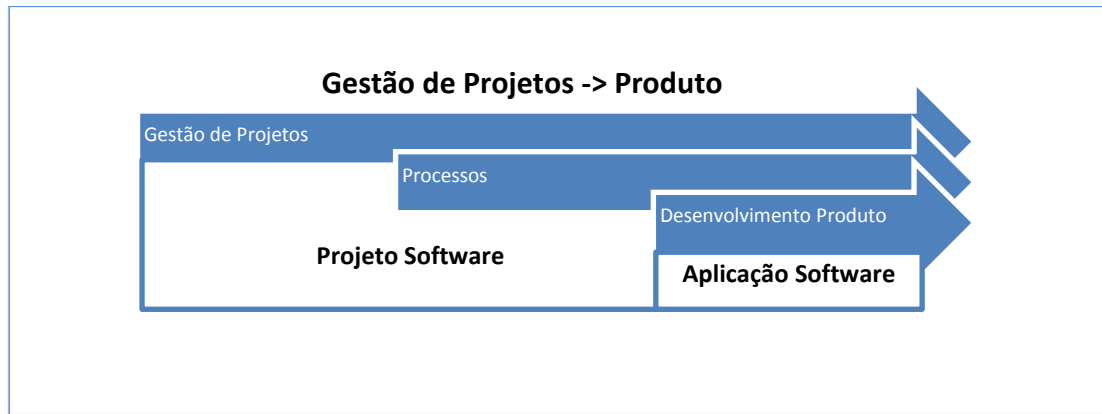 Gestão de Projetos -> Produto
Gestão de Projetos
Processos
Desenvolvimento Produto
Projeto Software
Aplicação Software